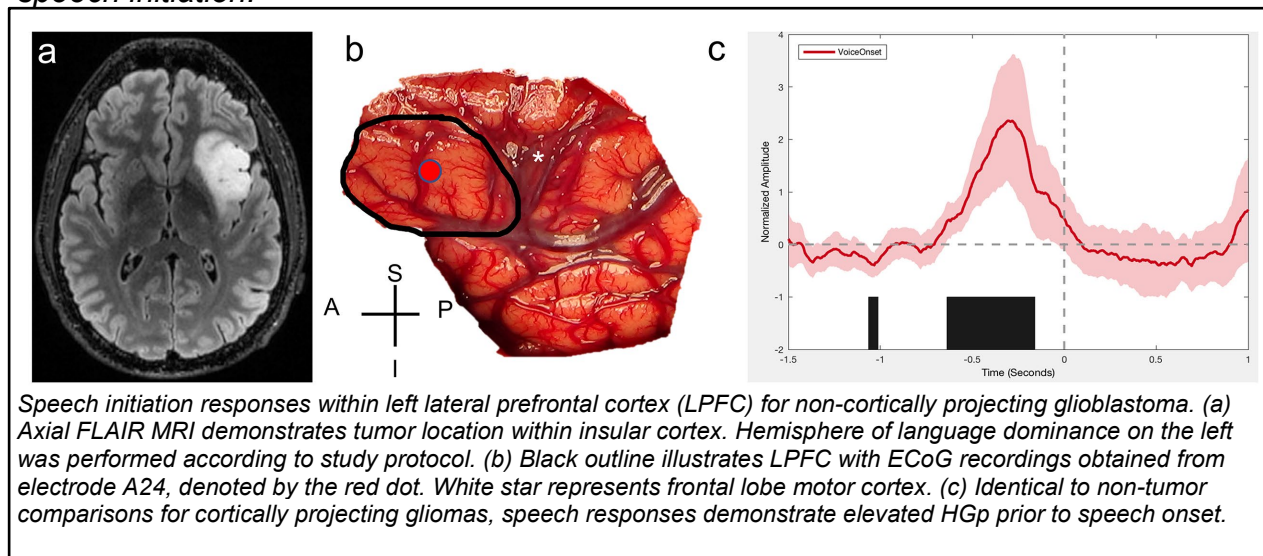 speech initiation.
a
b
c
S
A
P
I
VoiceOnset
Normalized Amplitude
4
3
2
1
0
-1
-2
-1.5
-1
-0.5
0
0.5
1
Time (Seconds)
Speech initiation responses within left lateral prefrontal cortex (LPFC) for non-cortically projecting glioblastoma. (a)
Axial FLAIR MRI demonstrates tumor location within insular cortex. Hemisphere of language dominance on the left
was performed according to study protocol. (b) Black outline illustrates LPFC with ECoG recordings obtained from
electrode A24, denoted by the red dot. White star represents frontal lobe motor cortex. (c) Identical to non-tumor
comparisons for cortically projecting gliomas, speech responses demonstrate elevated HGp prior to speech onset.